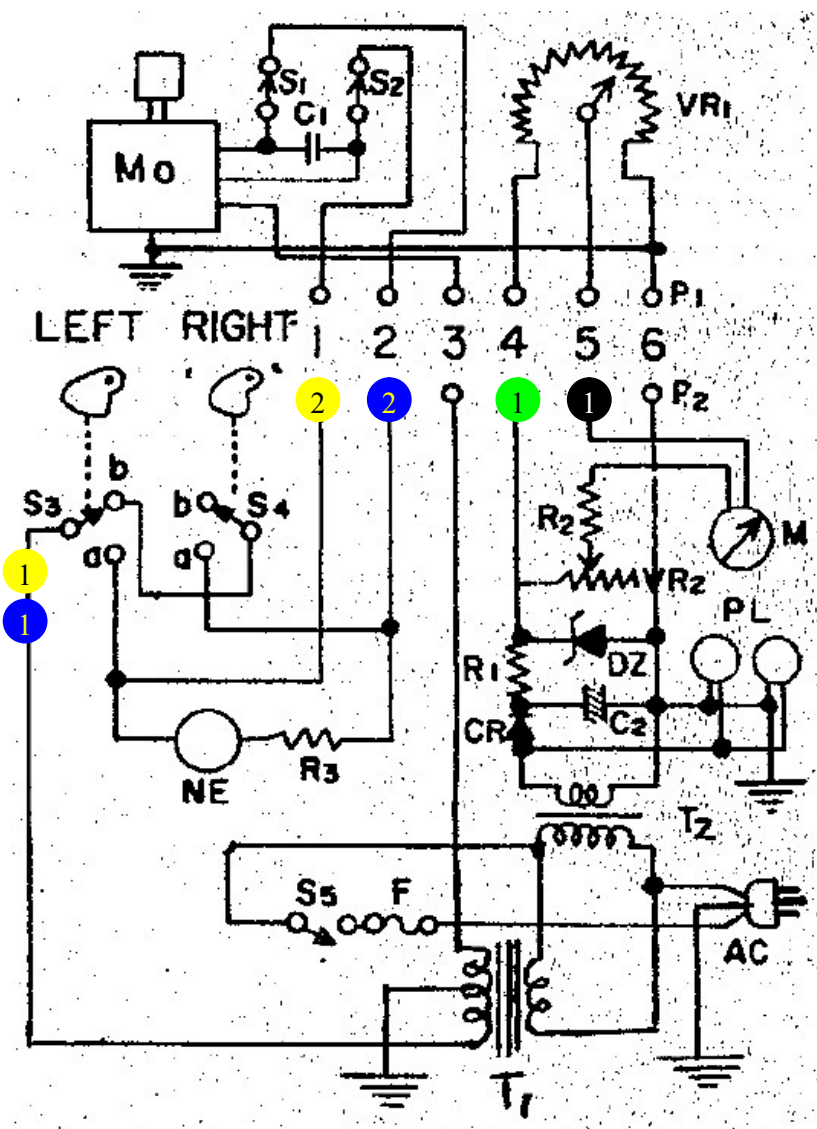 S1 S2
C1
VR1
Mo
P1
LEFT RIGHT
1 2 3 4 5 6
2 2 1 1 P2
b
S3 b S4
R2 M
a a
1 R2
1 PL
R1 DZ
CR C2
NE R3
T2
S5 F
AC
T1